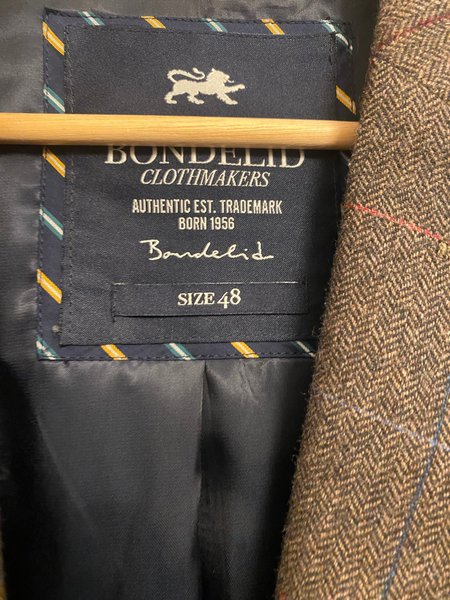 BONDELID
CLOTHMAKERS
AUTHENTIC EST. TRADEMARK
BORN 1956
Bondelid
SIZE 48